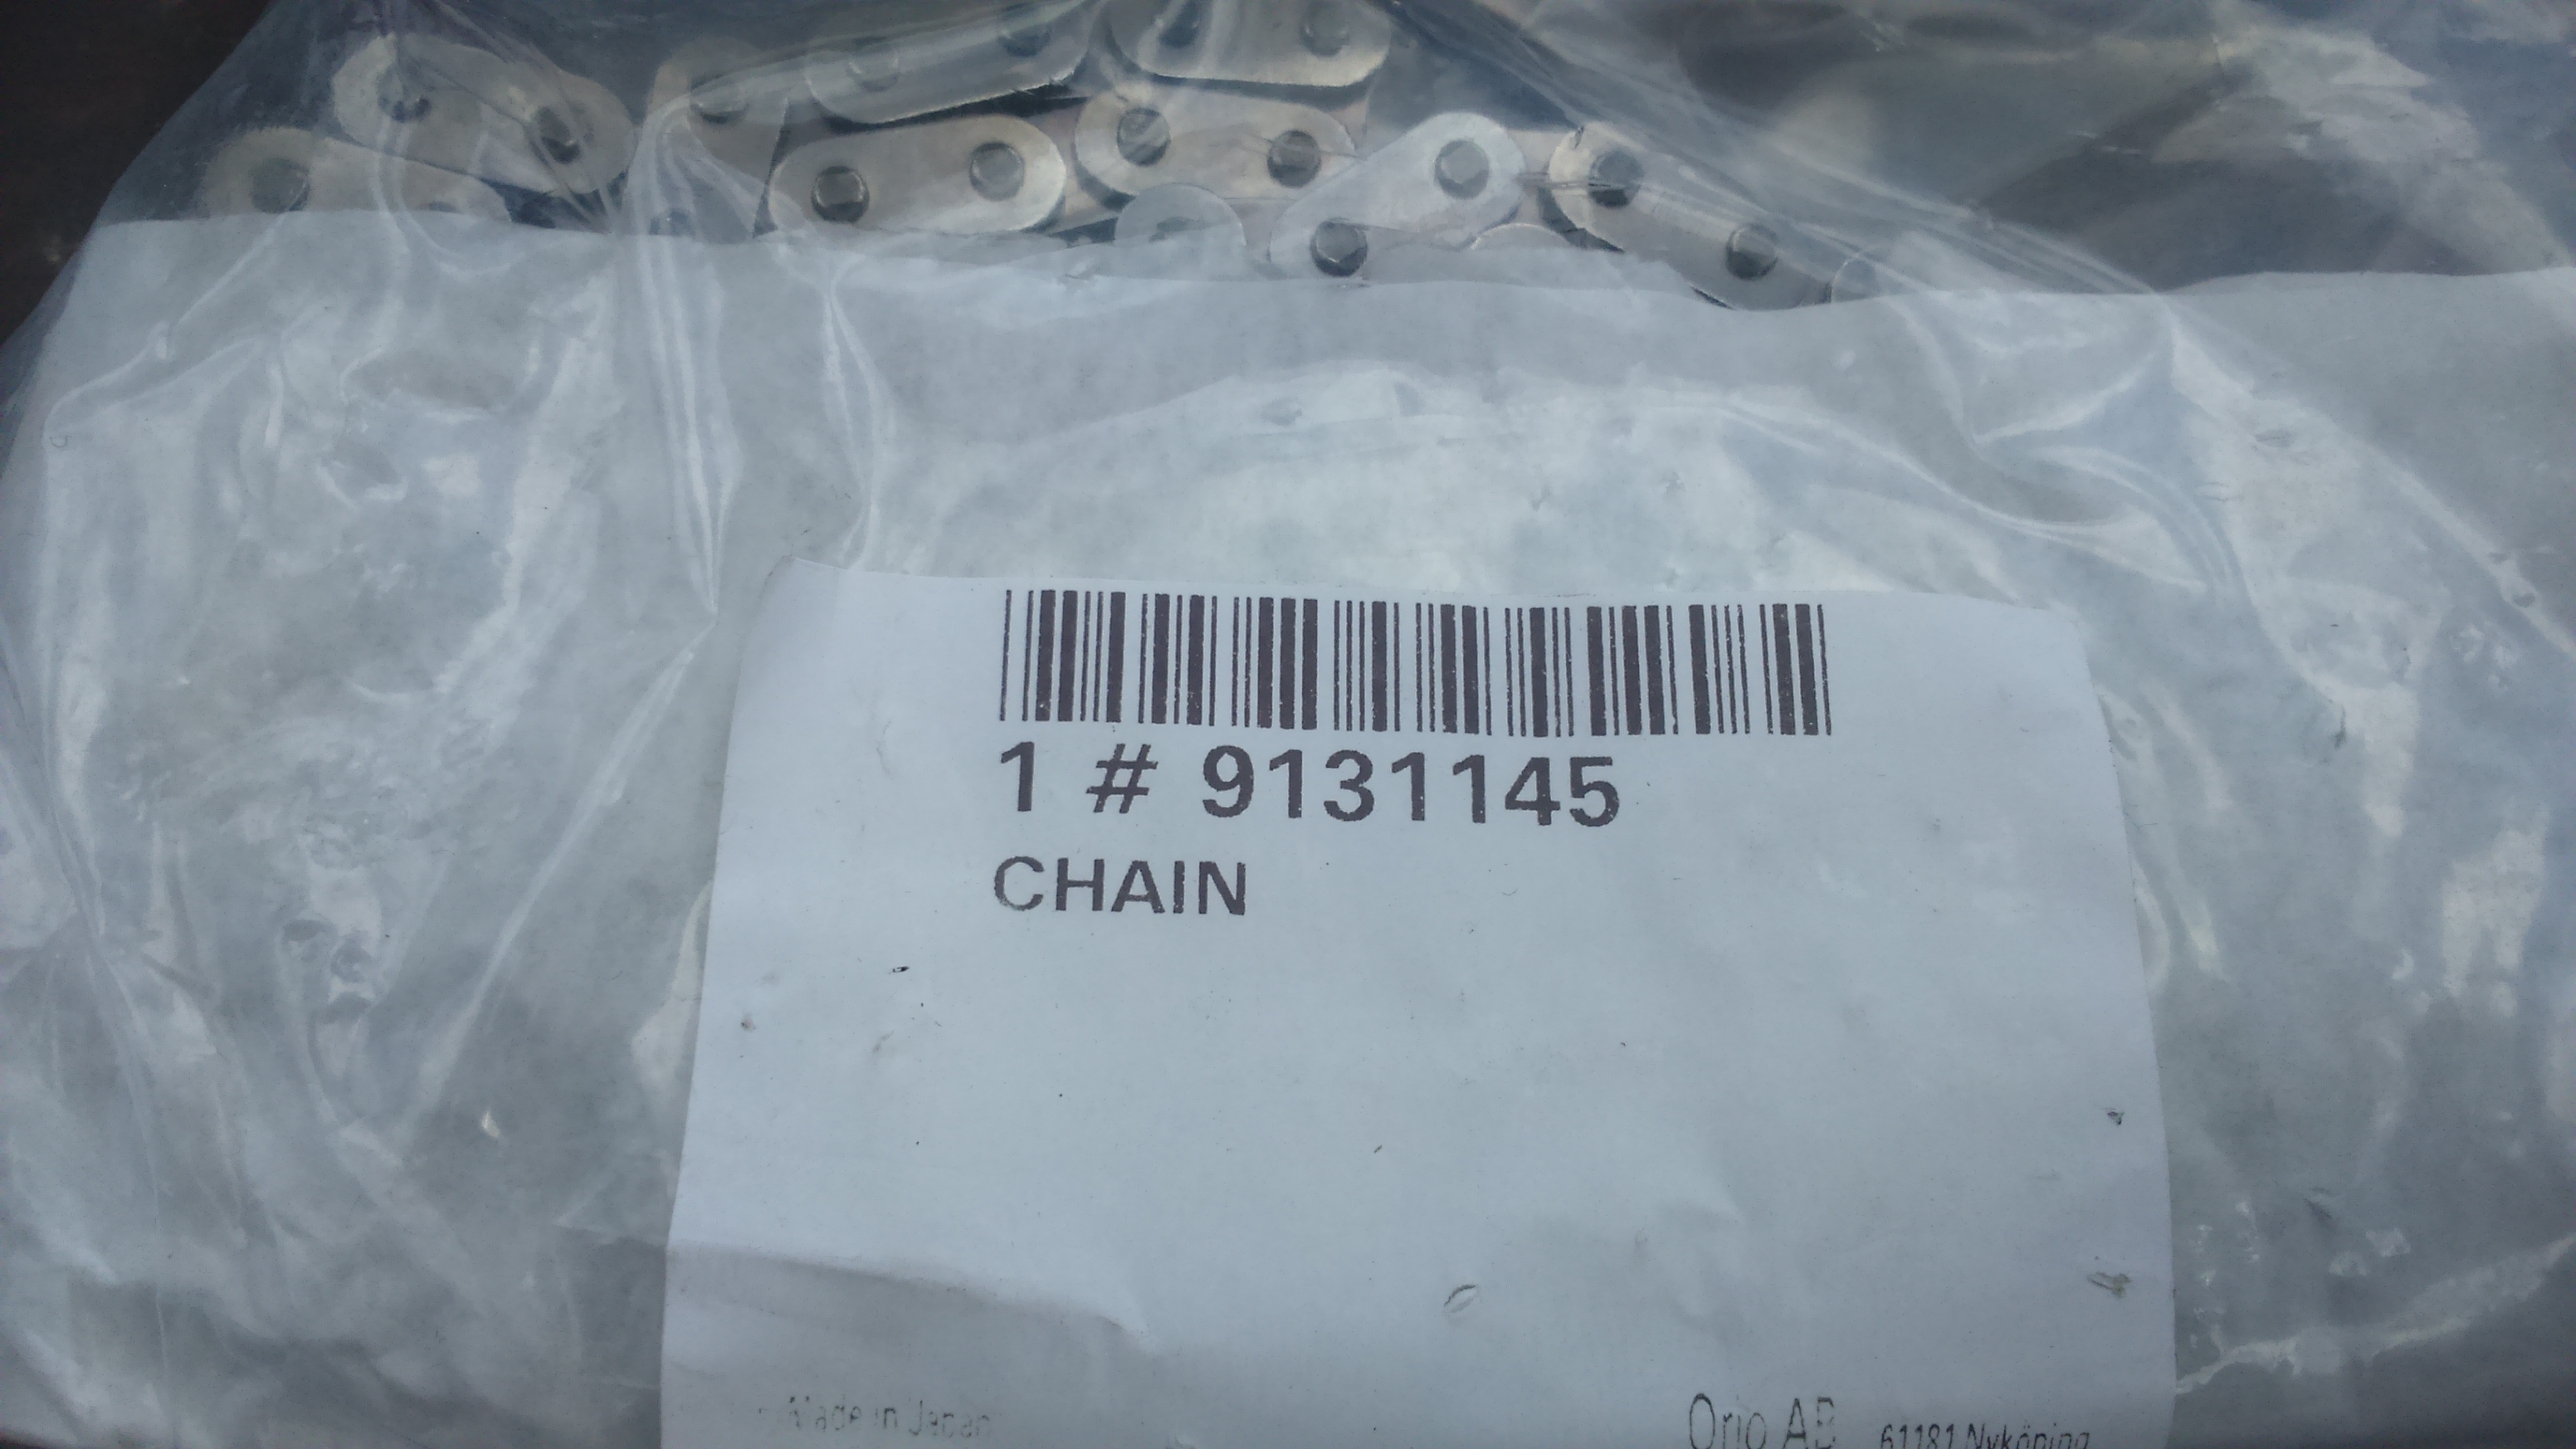 1 # 9131145
CHAIN
Made in Japan
Orio AB 61181 Nyköping